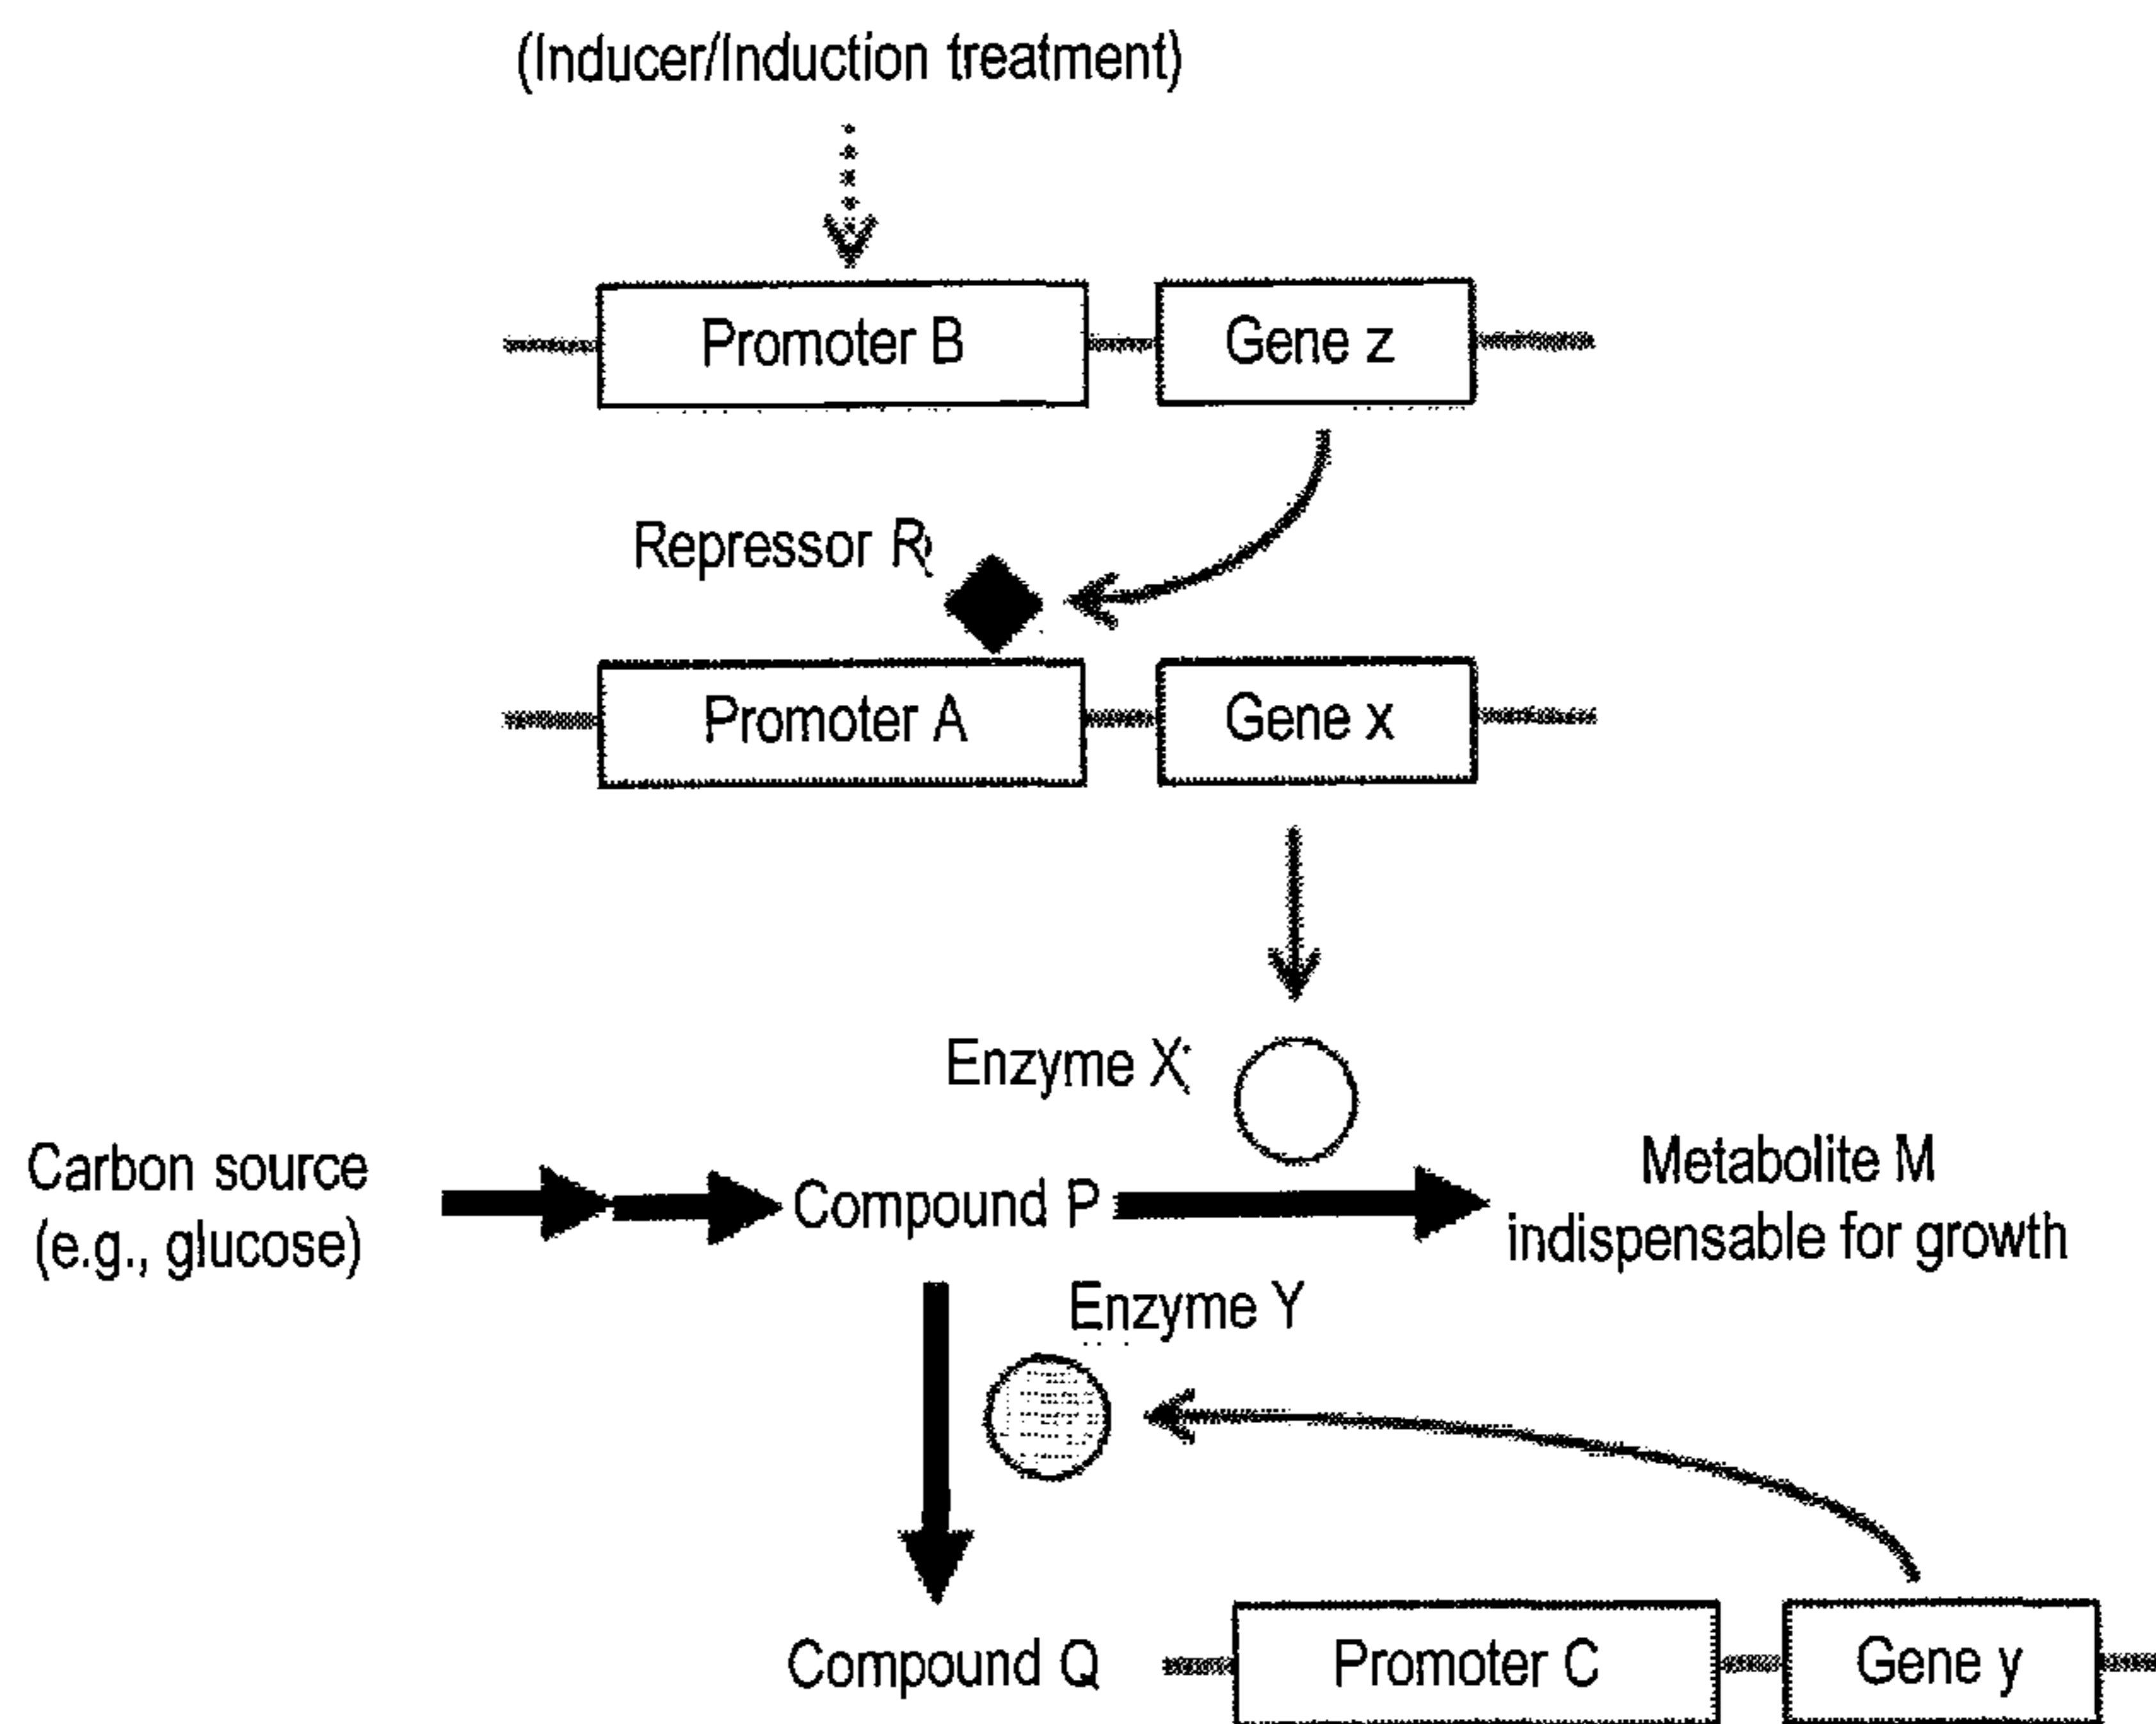 (Inducer/Induction treatment)
Promoter B
Gene z
Repressor R
Promoter A
Gene x
Enzyme X
Carbon source
(e.g., glucose)
Compound P
Metabolite M
indispensable for growth
Enzyme Y
Compound Q
Promoter C
Gene y